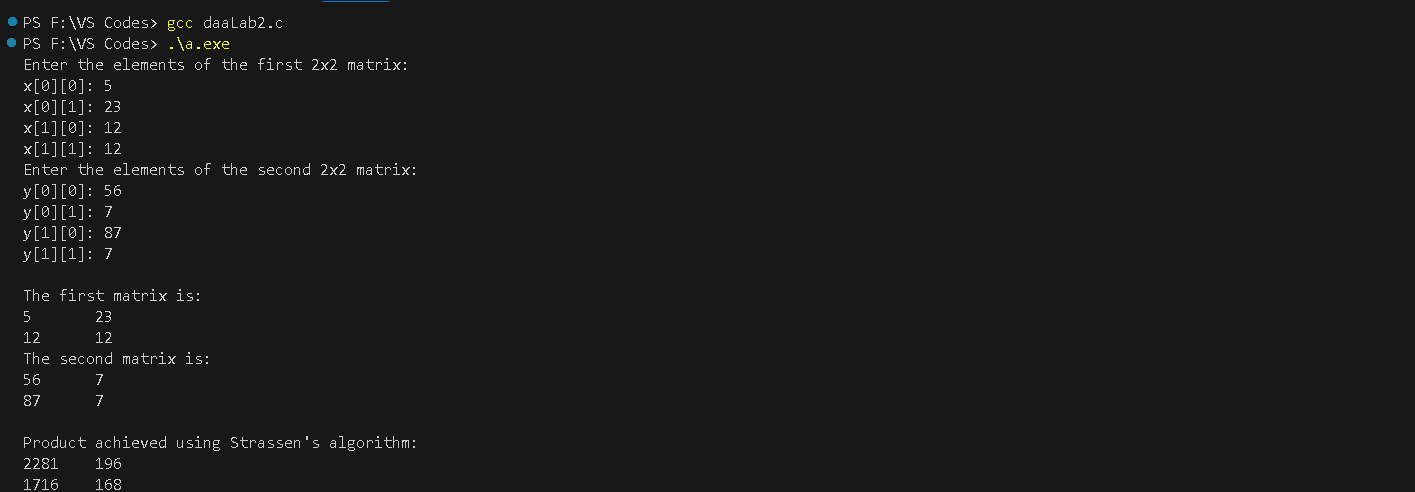 PS F:\VS Codes> gcc daaLab2.c
PS F:\VS Codes> .\a.exe
Enter the elements of the first 2x2 matrix:
x[0][0]: 5
x[0][1]: 23
x[1][0]: 12
x[1][1]: 12
Enter the elements of the second 2x2 matrix:
y[0][0]: 56
y[0][1]: 7
y[1][0]: 87
y[1][1]: 7

The first matrix is:
5       23
12      12
The second matrix is:
56      7
87      7

Product achieved using Strassen's algorithm:
2281    196
1716    168